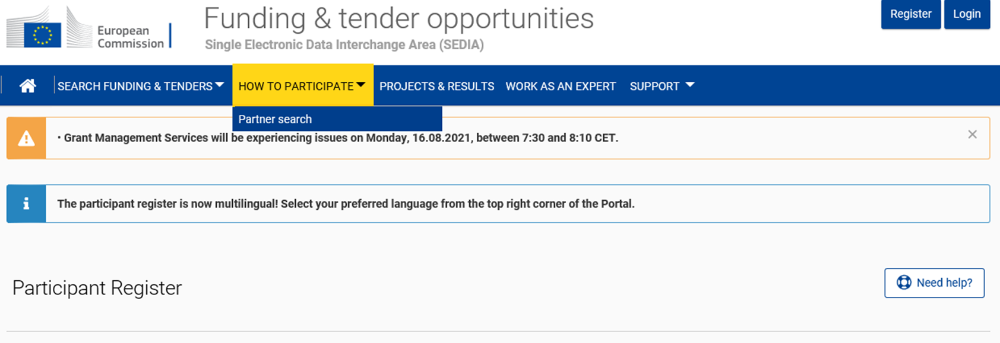 European
Commission
Funding & tender opportunities
Single Electronic Data Interchange Area (SEDIA)
Register
Login
SEARCH FUNDING & TENDERS
HOW TO PARTICIPATE
PROJECTS & RESULTS
WORK AS AN EXPERT
SUPPORT
Partner search
• Grant Management Services will be experiencing issues on Monday, 16.08.2021, between 7:30 and 8:10 CET.
The participant register is now multilingual! Select your preferred language from the top right corner of the Portal.
Participant Register
Need help?